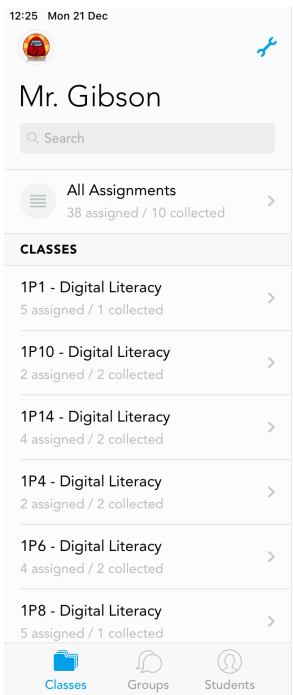 12:25 Mon 21 Dec
Mr. Gibson
Search
All Assignments
38 assigned / 10 collected
CLASSES
1P1 - Digital Literacy
5 assigned / 1 collected
1P10 - Digital Literacy
2 assigned / 2 collected
1P14 - Digital Literacy
4 assigned / 2 collected
1P4 - Digital Literacy
2 assigned / 2 collected
1P6 - Digital Literacy
4 assigned / 2 collected
1P8 - Digital Literacy
5 assigned / 1 collected
Classes Groups Students